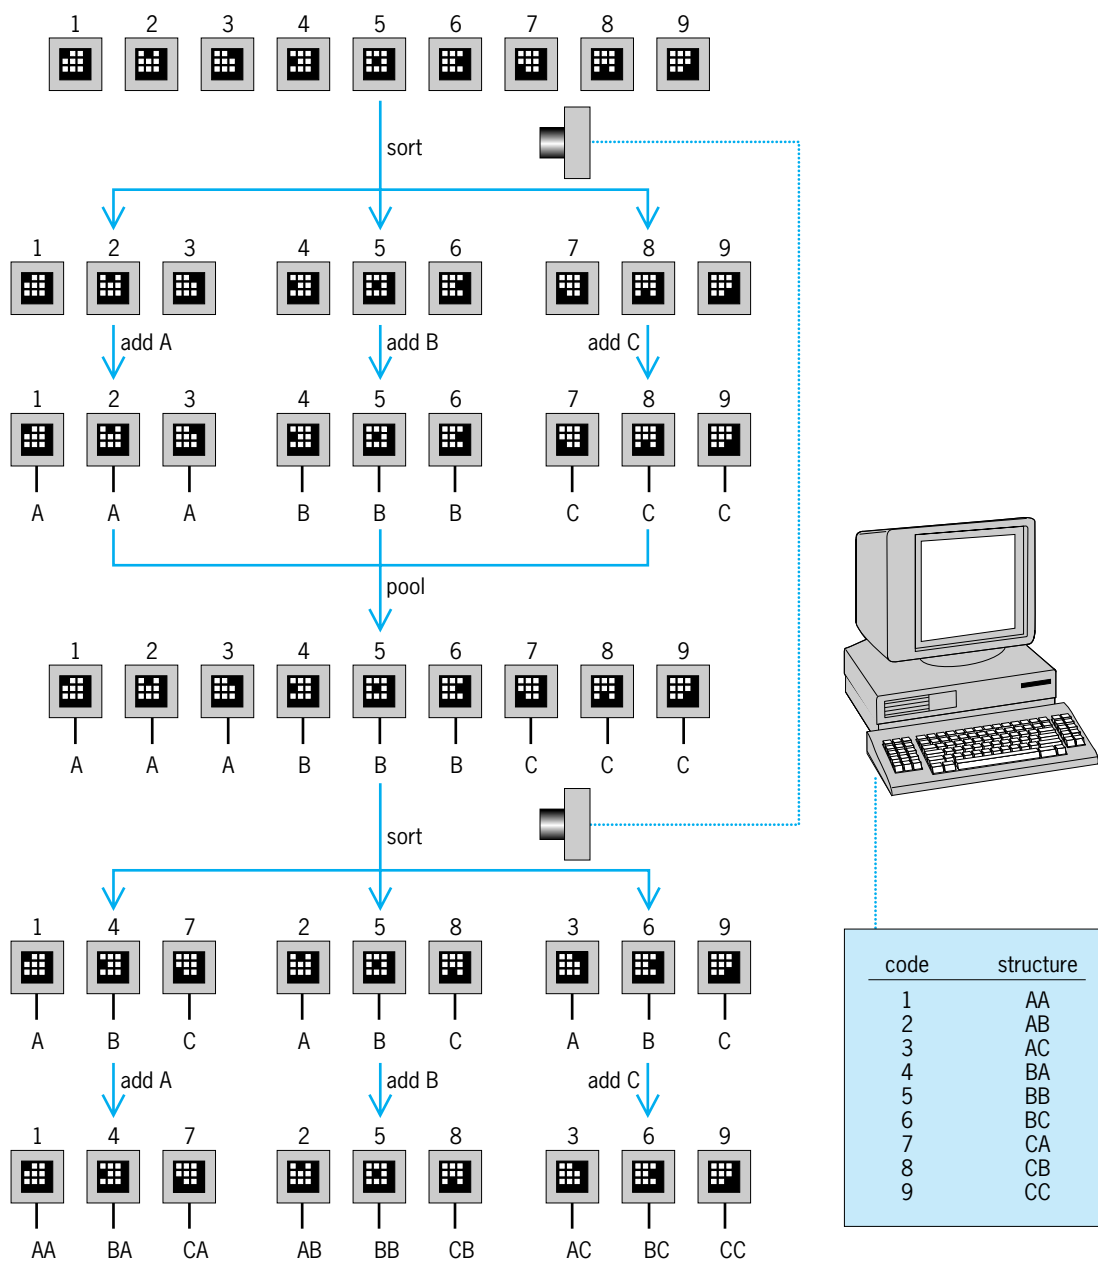 1 2 3 4 5 6 7 8 9
sort
1 2 3 4 5 6 7 8 9
add A add B add C
1 2 3 4 5 6 7 8 9
A A A B B B C C C
pool
1 2 3 4 5 6 7 8 9
A A A B B B C C C
sort
1 4 7 2 5 8 3 6 9
A B C A B C A B C
add A add B add C
1 4 7 2 5 8 3 6 9
AA BA CA AB BB CB AC BC CC
code structure
1 AA
2 AB
3 AC
4 BA
5 BB
6 BC
7 CA
8 CB
9 CC